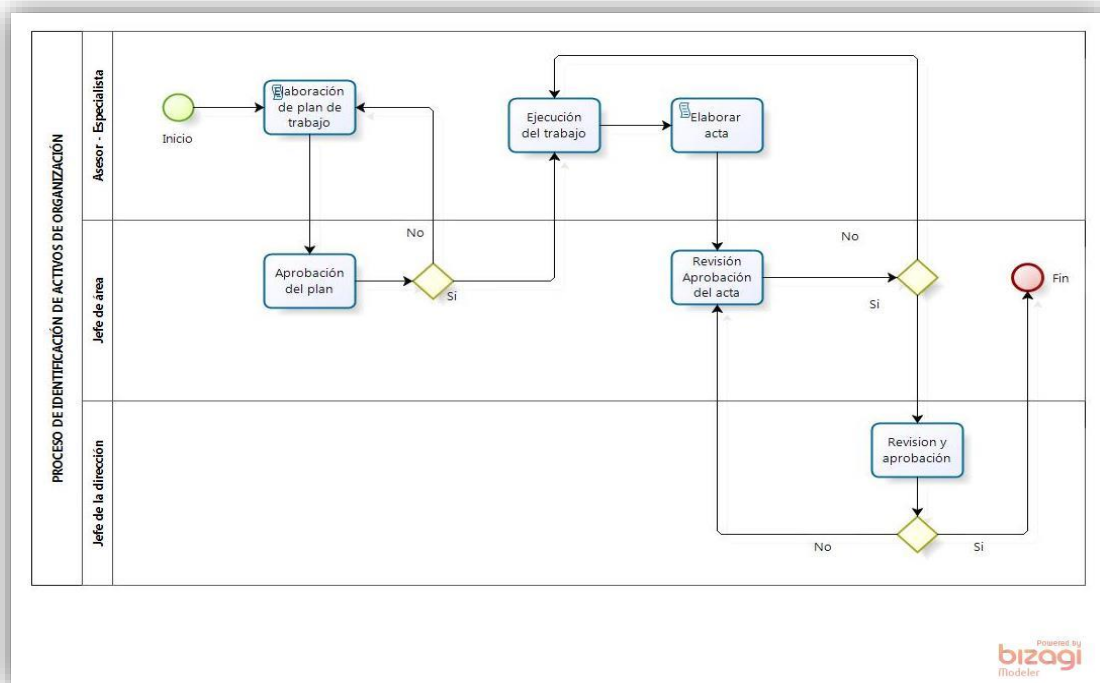 PROCESO DE IDENTIFICACIÓN DE ACTIVOS DE ORGANIZACIÓN
Asesor - Especialista
Inicio
Elaboración
de plan de
trabajo
Ejecución
del trabajo
Elaborar
acta
Jefe de área
Aprobación
del plan
No
Si
Revisión
Aprobación
del acta
No
Si
Fin
Jefe de la dirección
Revision y
aprobación
No
Si
Powered by
bizagi
Modeler